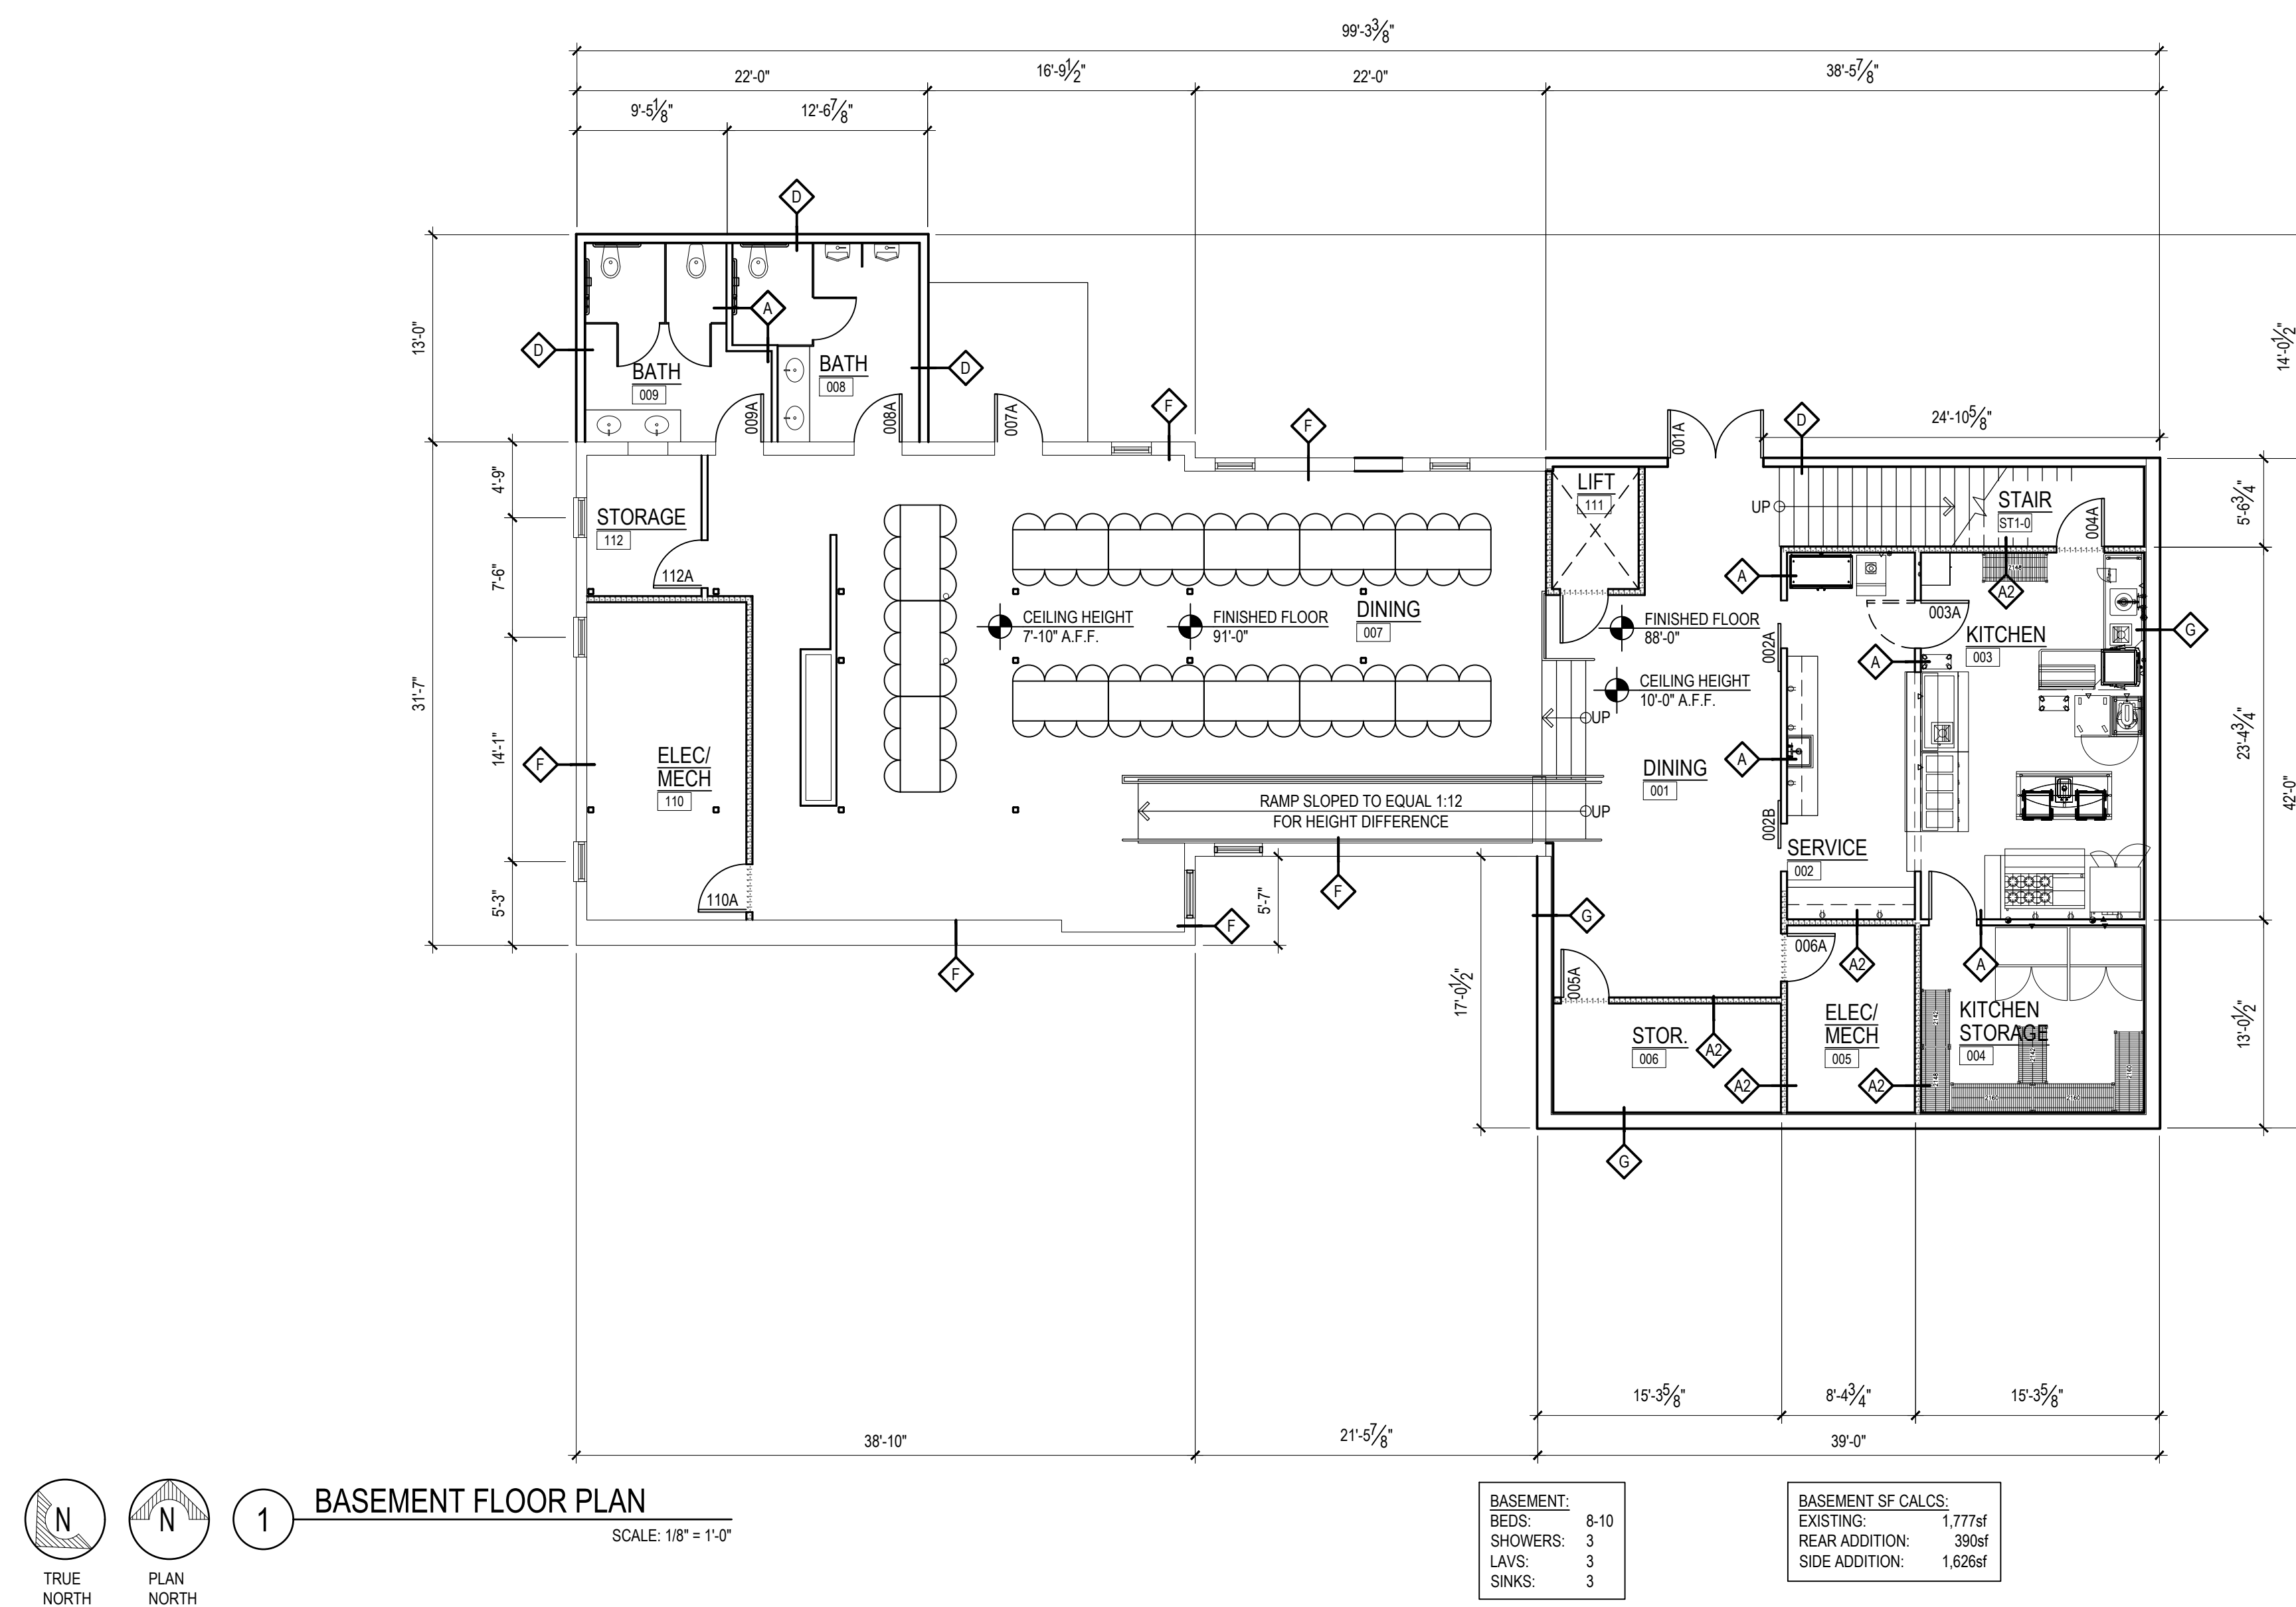 99'-3 3/8"
22'-0"
16'-9 1/2"
22'-0"
38'-5 7/8"
9'-5 1/8"
12'-6 7/8"
D
13'-0"
14'-0 1/2"
A
D
BATH
009
BATH
008
D
009A
008A
007A
F
F
001A
24'-10 5/8"
D
4'-9"
STORAGE
112
LIFT
111
UP
STAIR
ST1-0
004A
5'-6 3/4"
7'-6"
112A
A
2148
A2
CEILING HEIGHT
7'-10" A.F.F.
FINISHED FLOOR
91'-0"
DINING
007
FINISHED FLOOR
88'-0"
003A
KITCHEN
003
G
002A
A
31'-7"
CEILING HEIGHT
10'-0" A.F.F.
UP
14'-1"
F
ELEC/
MECH
110
DINING
001
A
23'-4 3/4"
42'-0"
RAMP SLOPED TO EQUAL 1:12
FOR HEIGHT DIFFERENCE
UP
002B
SERVICE
002
5'-3"
110A
5'-7"
F
F
F
G
17'-0 1/2"
005A
006A
A2
A
STOR.
006
A2
ELEC/
MECH
005
KITCHEN
STORAGE
004
2142
2142
2148
2160
2160
2160
A2
A2
13'-0 1/2"
G
15'-3 5/8"
8'-4 3/4"
15'-3 5/8"
38'-10"
21'-5 7/8"
39'-0"
N
TRUE
NORTH
N
PLAN
NORTH
1
BASEMENT FLOOR PLAN
SCALE: 1/8" = 1'-0"
BASEMENT:
BEDS: 8-10
SHOWERS: 3
LAVS: 3
SINKS: 3
BASEMENT SF CALCS:
EXISTING: 1,777sf
REAR ADDITION: 390sf
SIDE ADDITION: 1,626sf